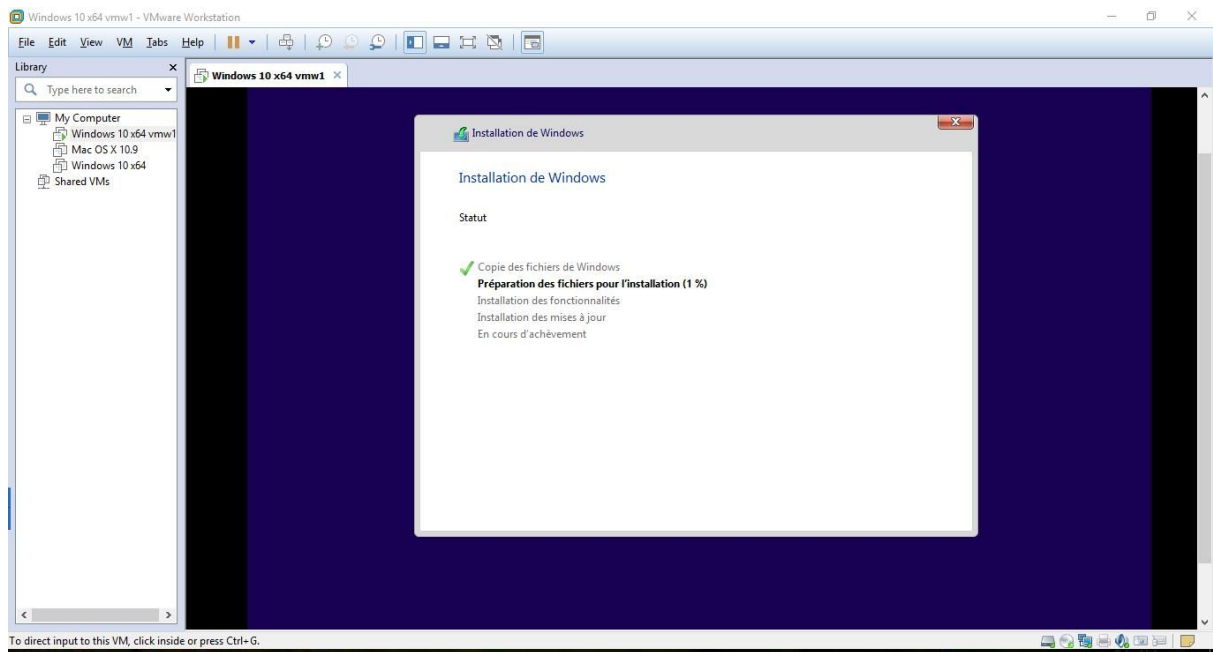 Windows 10 x64 vmw1 - VMware Workstation
File Edit View VM Tabs Help
Library
Windows 10 x64 vmw1
Type here to search
My Computer
Windows 10 x64 vmw1
Mac OS X 10.9
Windows 10 x64
Shared VMs
Installation de Windows
Installation de Windows
Statut
Copie des fichiers de Windows
Préparation des fichiers pour l'installation (1 %)
Installation des fonctionnalités
Installation des mises à jour
En cours d'achèvement
To direct input to this VM, click inside or press Ctrl+G.